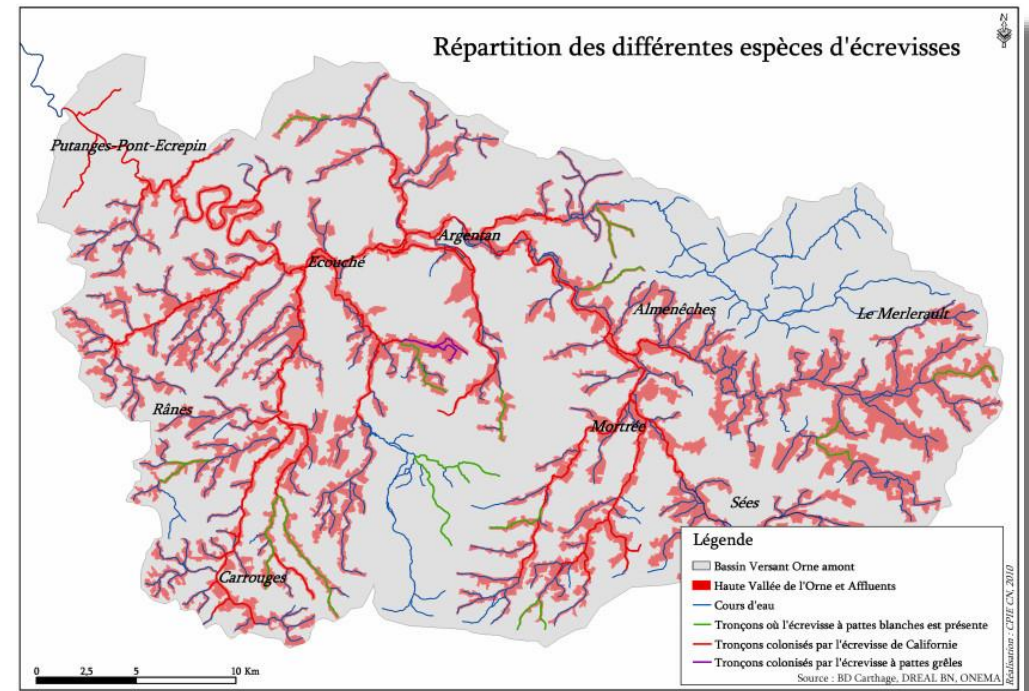 N
Répartition des différentes espèces d'écrevisses
Putanges-Pont-Ecrepin
Argentan
Ecouché
Almenêches
Le Merlerault
Rânes
Mortrée
Sées
Carrouges
Légende
Bassin Versant Orne amont
Haute Vallée de l'Orne et Affluents
Cours d'eau
Tronçons où l'écrevisse à pattes blanches est présente
Tronçons colonisés par l'écrevisse de Californie
Tronçons colonisés par l'écrevisse à pattes grêles
Source : BD Carthage, DREAL BN, ONEMA
Réalisation : CPIE CN, 2010
0 2,5 5 10 Km